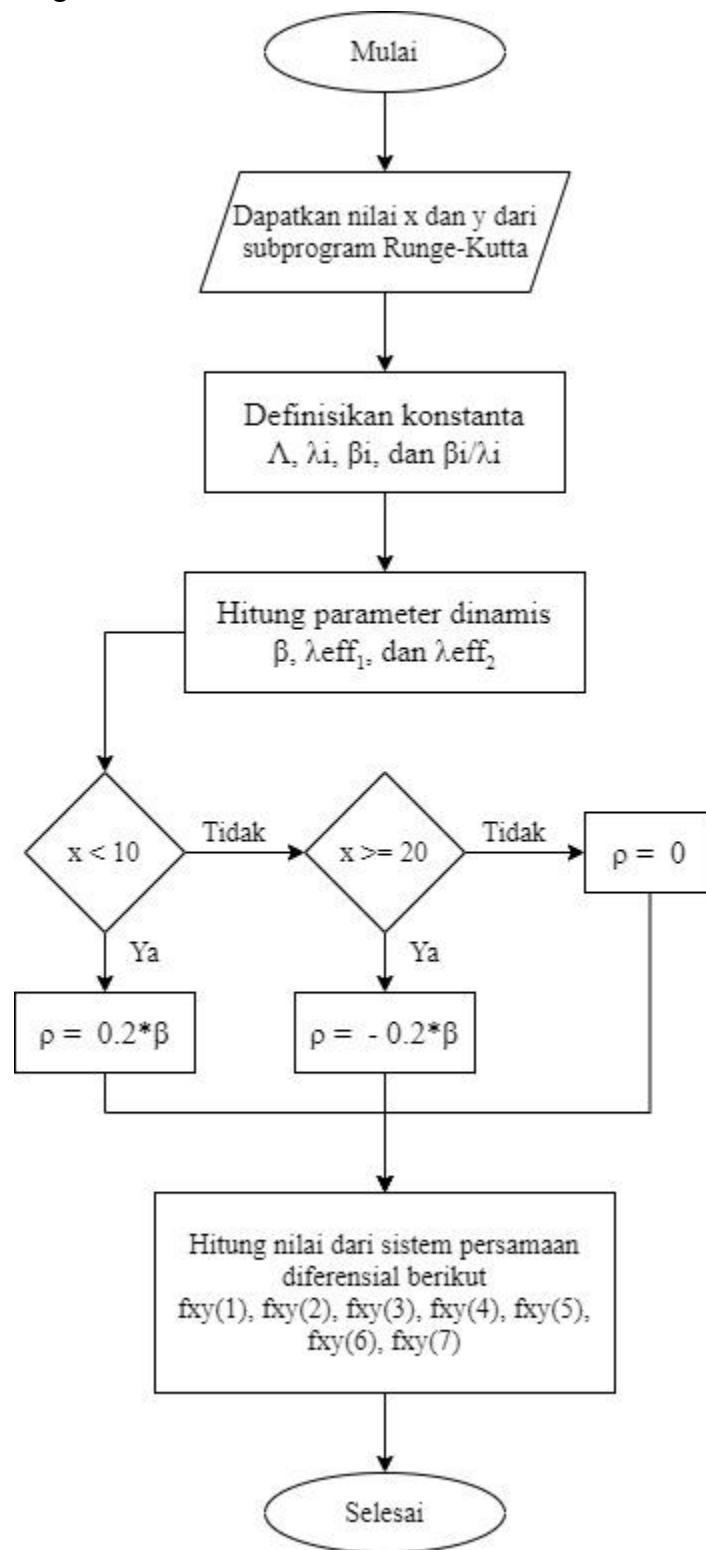 Mulai
Dapatkan nilai x dan y dari
subprogram Runge-Kutta
Definisikan konstanta
Λ, λi, βi, dan βi/λi
Hitung parameter dinamis
β, λeff₁, dan λeff₂
x < 10
Tidak
x >= 20
Tidak
ρ = 0
Ya
Ya
ρ = 0.2*β
ρ = - 0.2*β
Hitung nilai dari sistem persamaan
diferensial berikut
fxy(1), fxy(2), fxy(3), fxy(4), fxy(5),
fxy(6), fxy(7)
Selesai